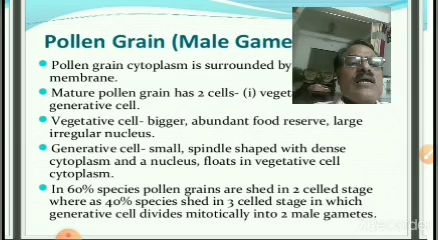 Pollen Grain (Male Game
Pollen grain cytoplasm is surrounded by
membrane.
Mature pollen grain has 2 cells- (i) veget
generative cell.
Vegetative cell- bigger, abundant food reserve, large
irregular nucleus.
Generative cell- small, spindle shaped with dense
cytoplasm and a nucleus, floats in vegetative cell
cytoplasm.
In 60% species pollen grains are shed in 2 celled stage
where as 40% species shed in 3 celled stage in which
generative cell divides mitotically into 2 male gametes.